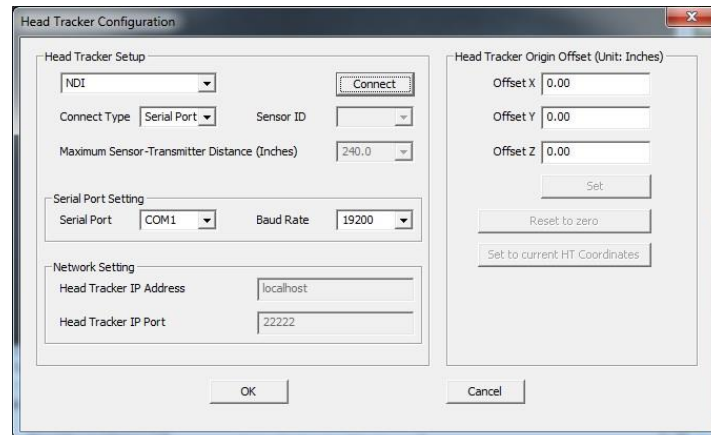 Head Tracker Configuration
Head Tracker Setup
NDI
Connect
Connect Type Serial Port Sensor ID
Maximum Sensor-Transmitter Distance (Inches) 240.0
Serial Port Setting
Serial Port COM1 Baud Rate 19200
Network Setting
Head Tracker IP Address localhost
Head Tracker IP Port 22222
Head Tracker Origin Offset (Unit: Inches)
Offset X 0.00
Offset Y 0.00
Offset Z 0.00
Set
Reset to zero
Set to current HT Coordinates
OK
Cancel